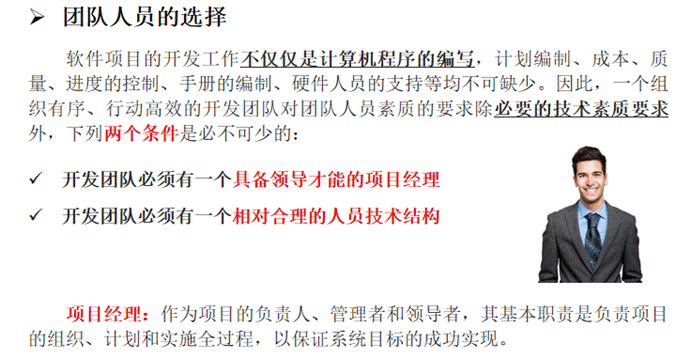 ➢ 团队人员的选择
软件项目的开发工作不仅仅是计算机程序的编写，计划编制、成本、质
量、进度的控制、手册的编制、硬件人员的支持等均不可缺少。因此，一个组
织有序、行动高效的开发团队对团队人员素质的要求除必要的技术素质要求
外，下列两个条件是必不可少的：
✓ 开发团队必须有一个具备领导才能的项目经理
✓ 开发团队必须有一个相对合理的人员技术结构
项目经理：作为项目的负责人、管理者和领导者，其基本职责是负责项目
的组织、计划和实施全过程，以保证系统目标的成功实现。